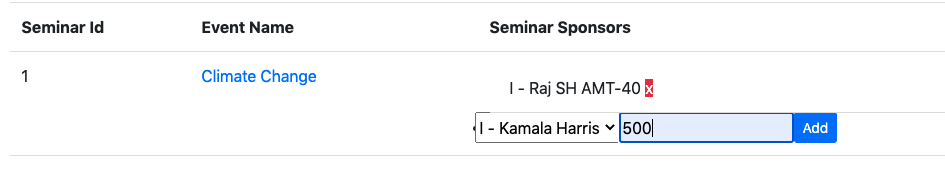 Seminar Id Event Name Seminar Sponsors
1 Climate Change I - Raj SH AMT-40 x
I - Kamala Harris 500 Add